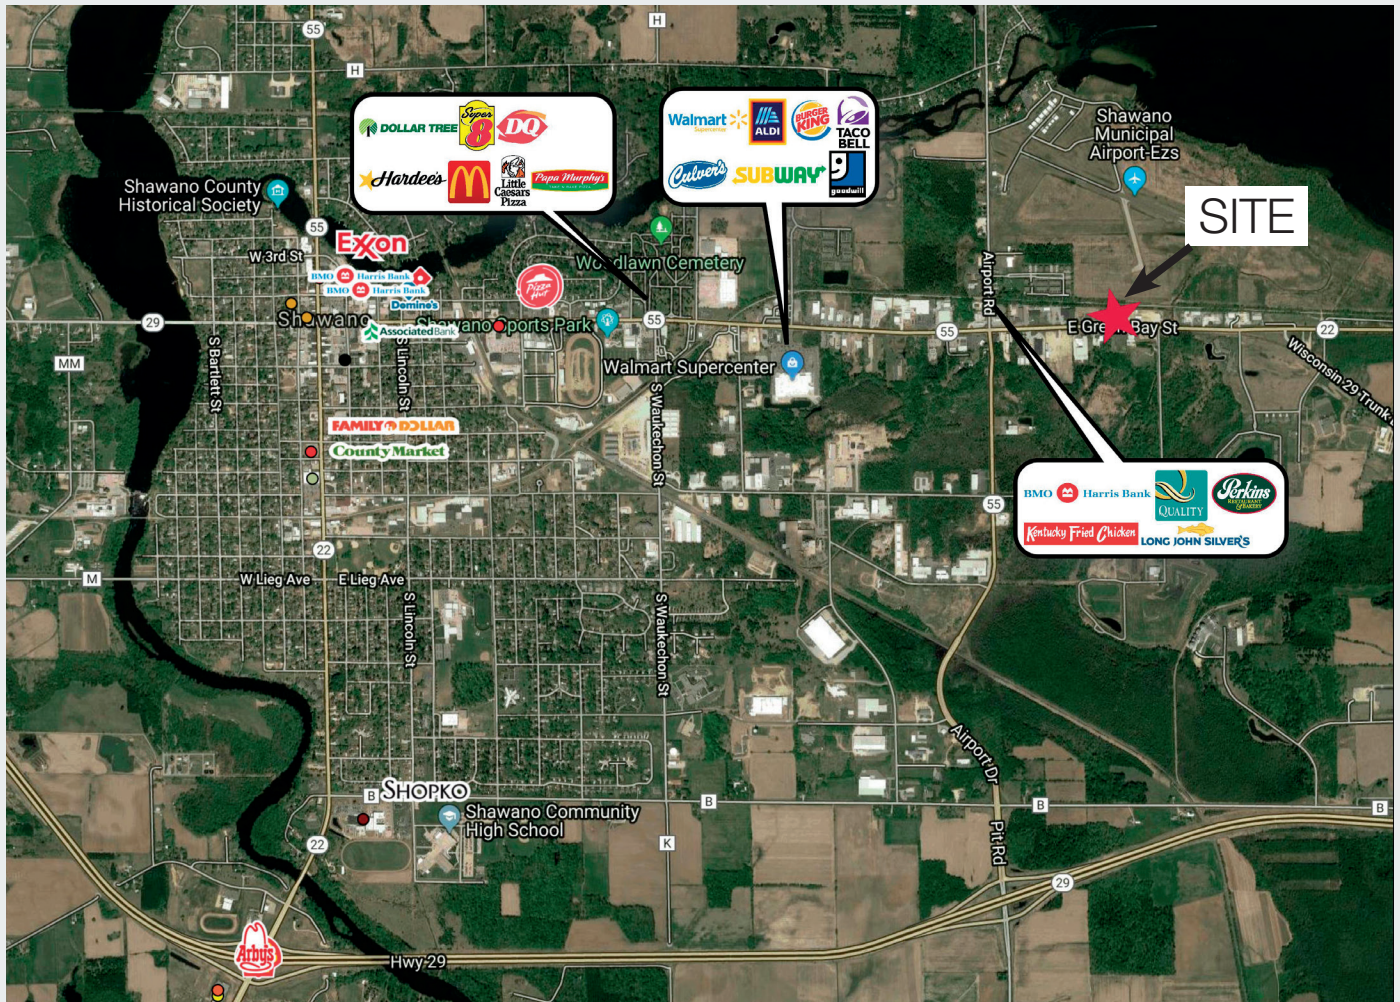 55
H
H
DOLLAR TREE
Super
8
DQ
Hardee's
Little
Caesars
Pizza
Papa Murphy's
Walmart
Supercenter
ALDI
BURGER
KING
TACO
BELL
Culver's
SUBWAY
goodwill
Shawano
Municipal
Airport-Ezs
SITE
Shawano County
Historical Society
55
W 3rd St
Exxon
BMO Harris Bank
BMO Harris Bank
Domino's
Pizza
Hut
Woodlawn Cemetery
Airport Rd
29
Shawano
Associated Bank
Shawano Sports Park
55
55
E Green Bay St
22
MM
S Bartlett St
S Lincoln St
Walmart Supercenter
S Waukechon St
Wisconsin 29 Trunk
FAMILY DOLLAR
County Market
BMO Harris Bank
QUALITY
Perkins
RESTAURANT
& BAKERY
Kentucky Fried Chicken
LONG JOHN SILVER'S
55
22
M
W Lieg Ave
E Lieg Ave
S Lincoln St
S Waukechon St
Airport Dr
B
SHOPKO
B
B
B
Shawano Community
High School
22
K
Pit Rd
29
Arby's
Hwy 29